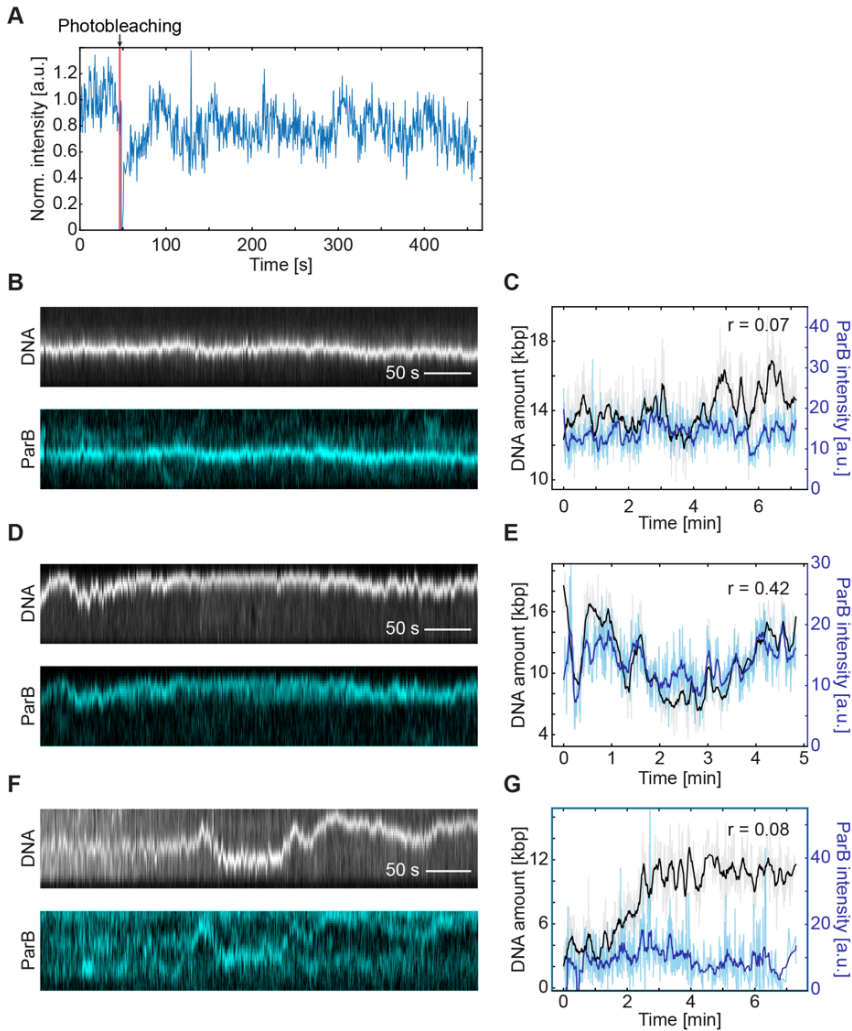 A
Photobleaching
Norm. intensity [a.u.]
1.2
1.0
0.8
0.6
0.4
0.2
0
0 100 200 300 400
Time [s]
B
DNA
50 s
ParB
C
r = 0.07
DNA amount [kbp]
18
14
10
ParB intensity [a.u.]
40
30
20
10
0
0 2 4 6
Time [min]
D
DNA
50 s
ParB
E
r = 0.42
DNA amount [kbp]
16
10
4
ParB intensity [a.u.]
30
20
10
0
0 1 2 3 4 5
Time [min]
F
DNA
50 s
ParB
G
r = 0.08
DNA amount [kbp]
12
6
0
ParB intensity [a.u.]
40
20
10
0
0 2 4 6
Time [min]